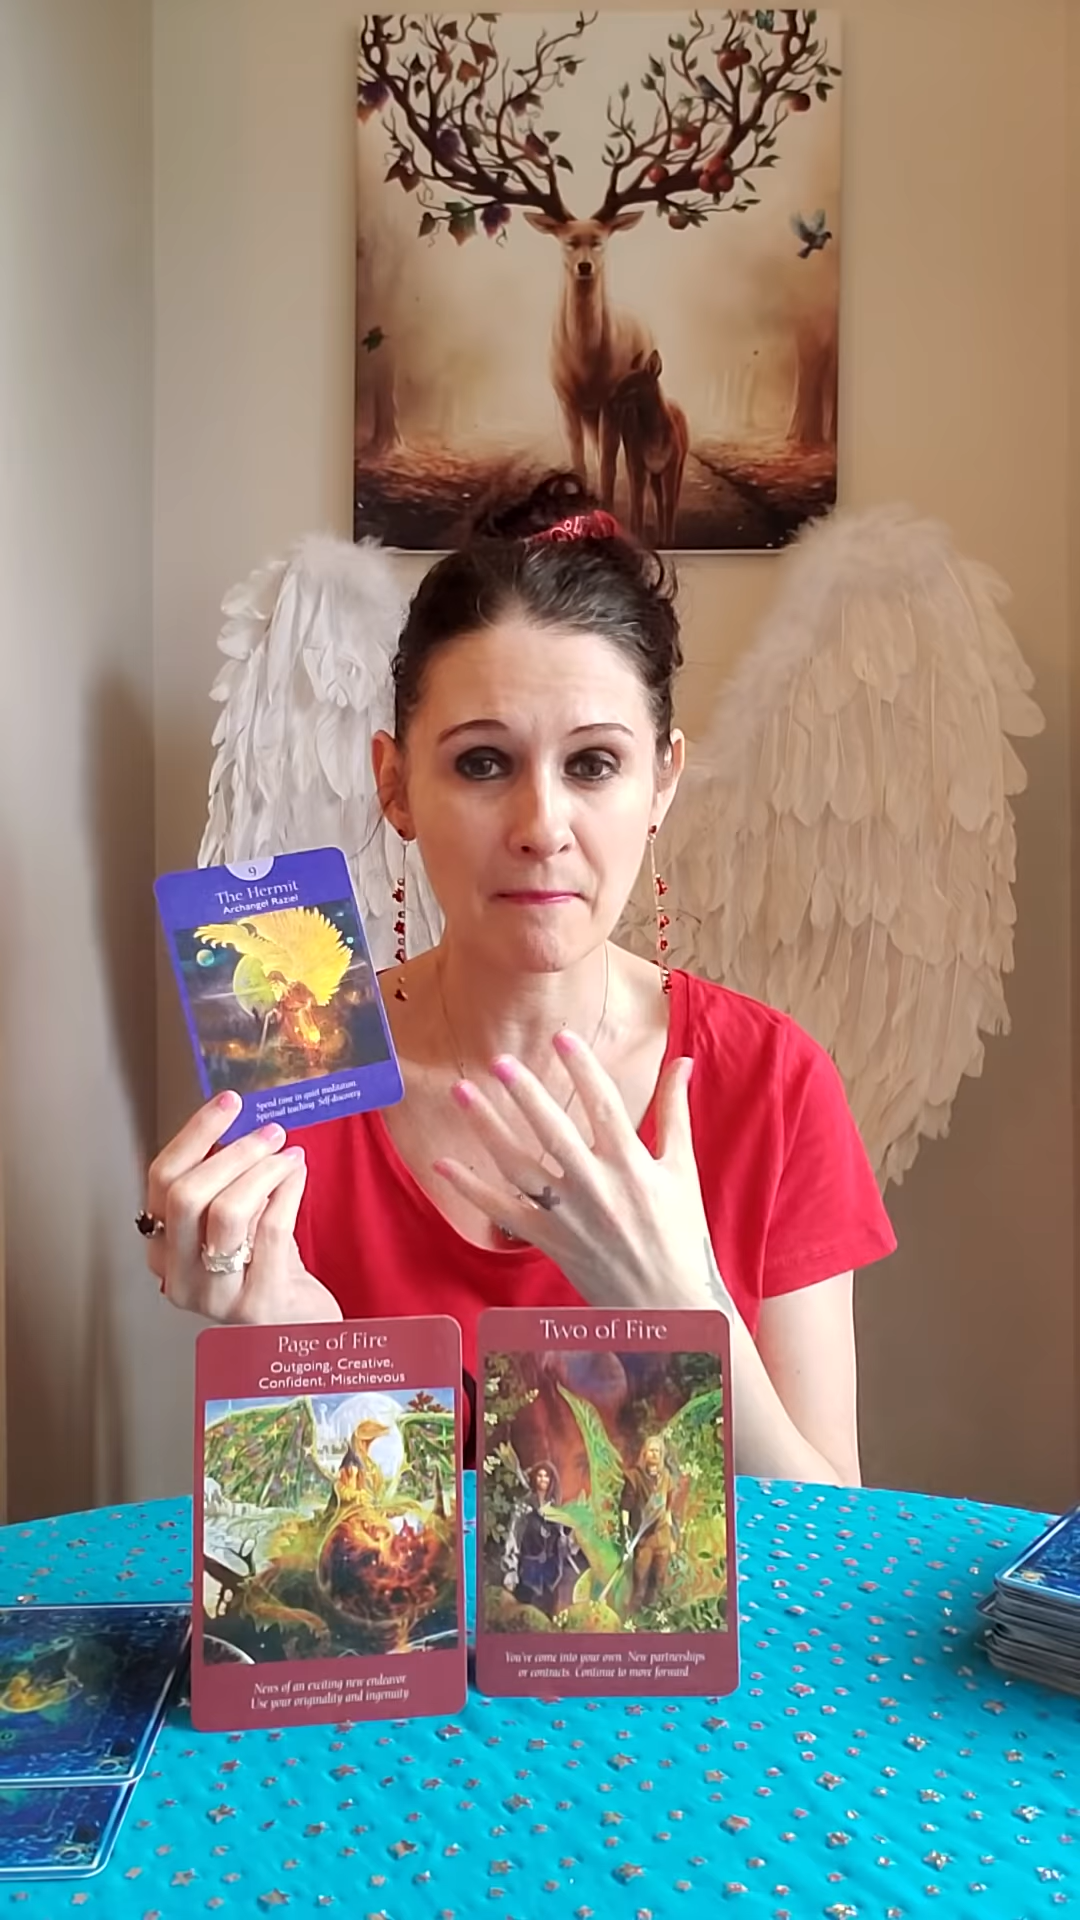 9
The Hermit
Archangel Raziel
Spend time in quiet meditation.
Spiritual teaching. Self-discovery.
Page of Fire
Outgoing, Creative,
Confident, Mischievous
News of an exciting new endeavor
Use your originality and ingenuity
Two of Fire
You've come into your own. New partnerships
or contracts. Continue to move forward